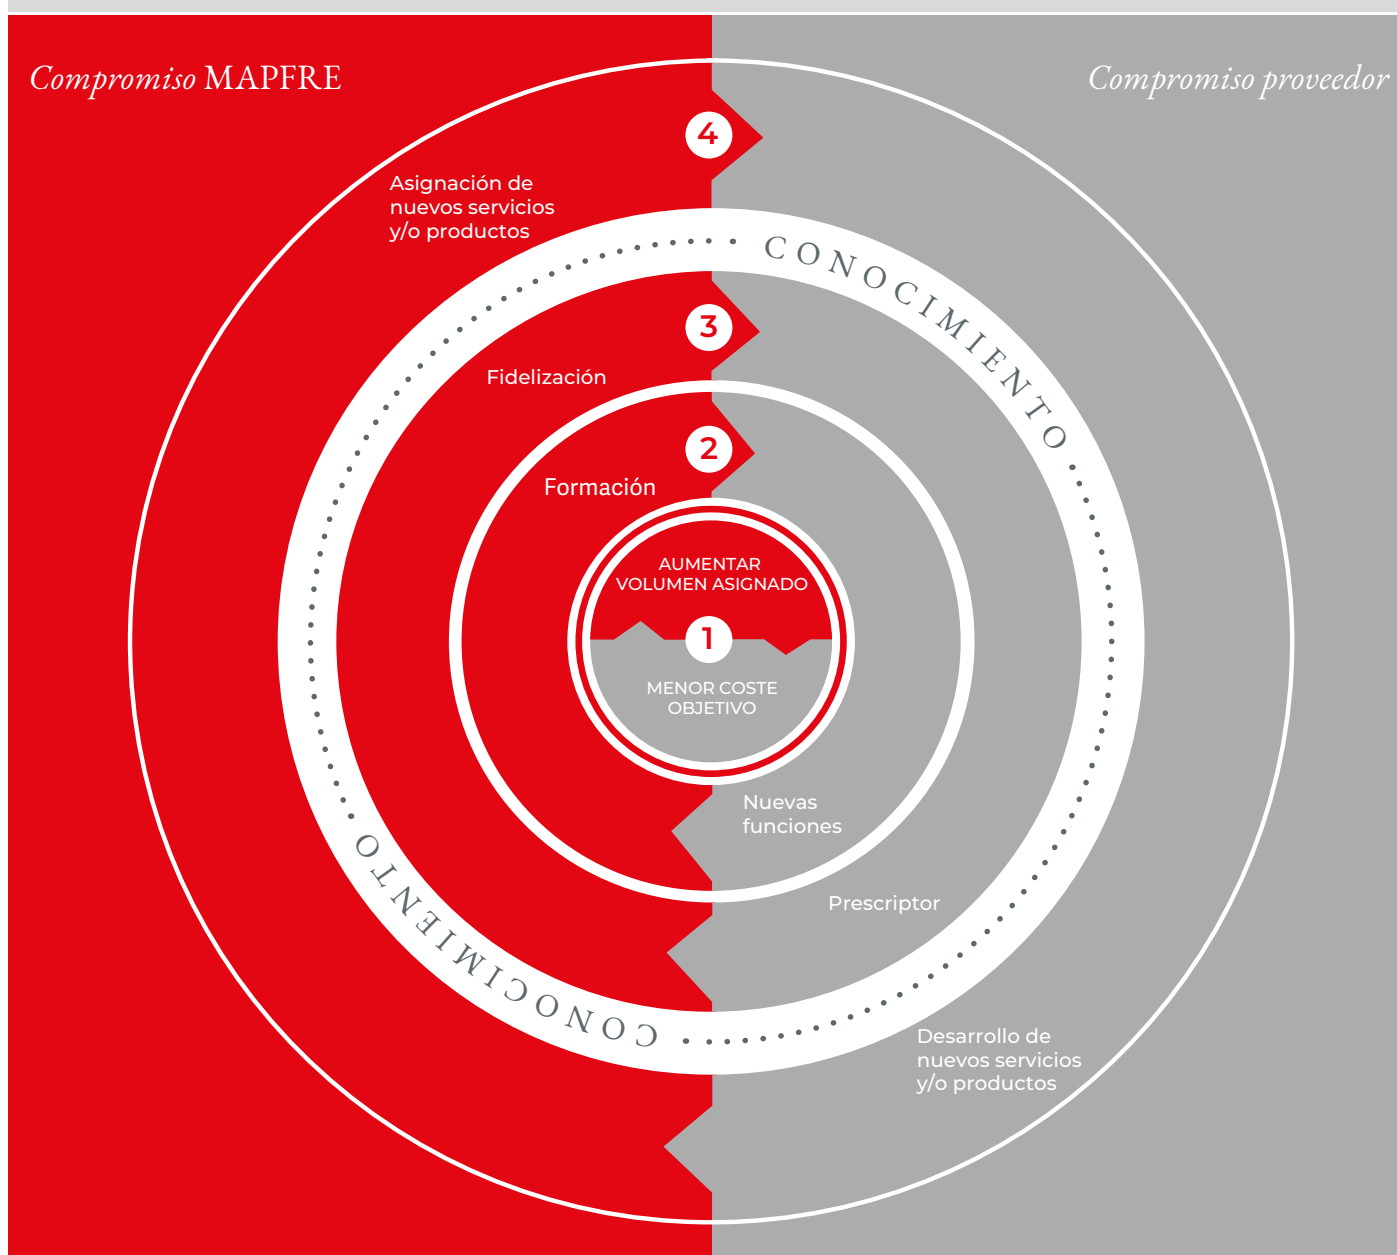 Compromiso MAPFRE
Compromiso proveedor
4
Asignación de
nuevos servicios
y/o productos
CONOCIMIENTO
3
Fidelización
2
Formación
AUMENTAR
VOLUMEN ASIGNADO
1
MENOR COSTE
OBJETIVO
Nuevas
funciones
Prescriptor
CONOCIMIENTO
Desarrollo de
nuevos servicios
y/o productos